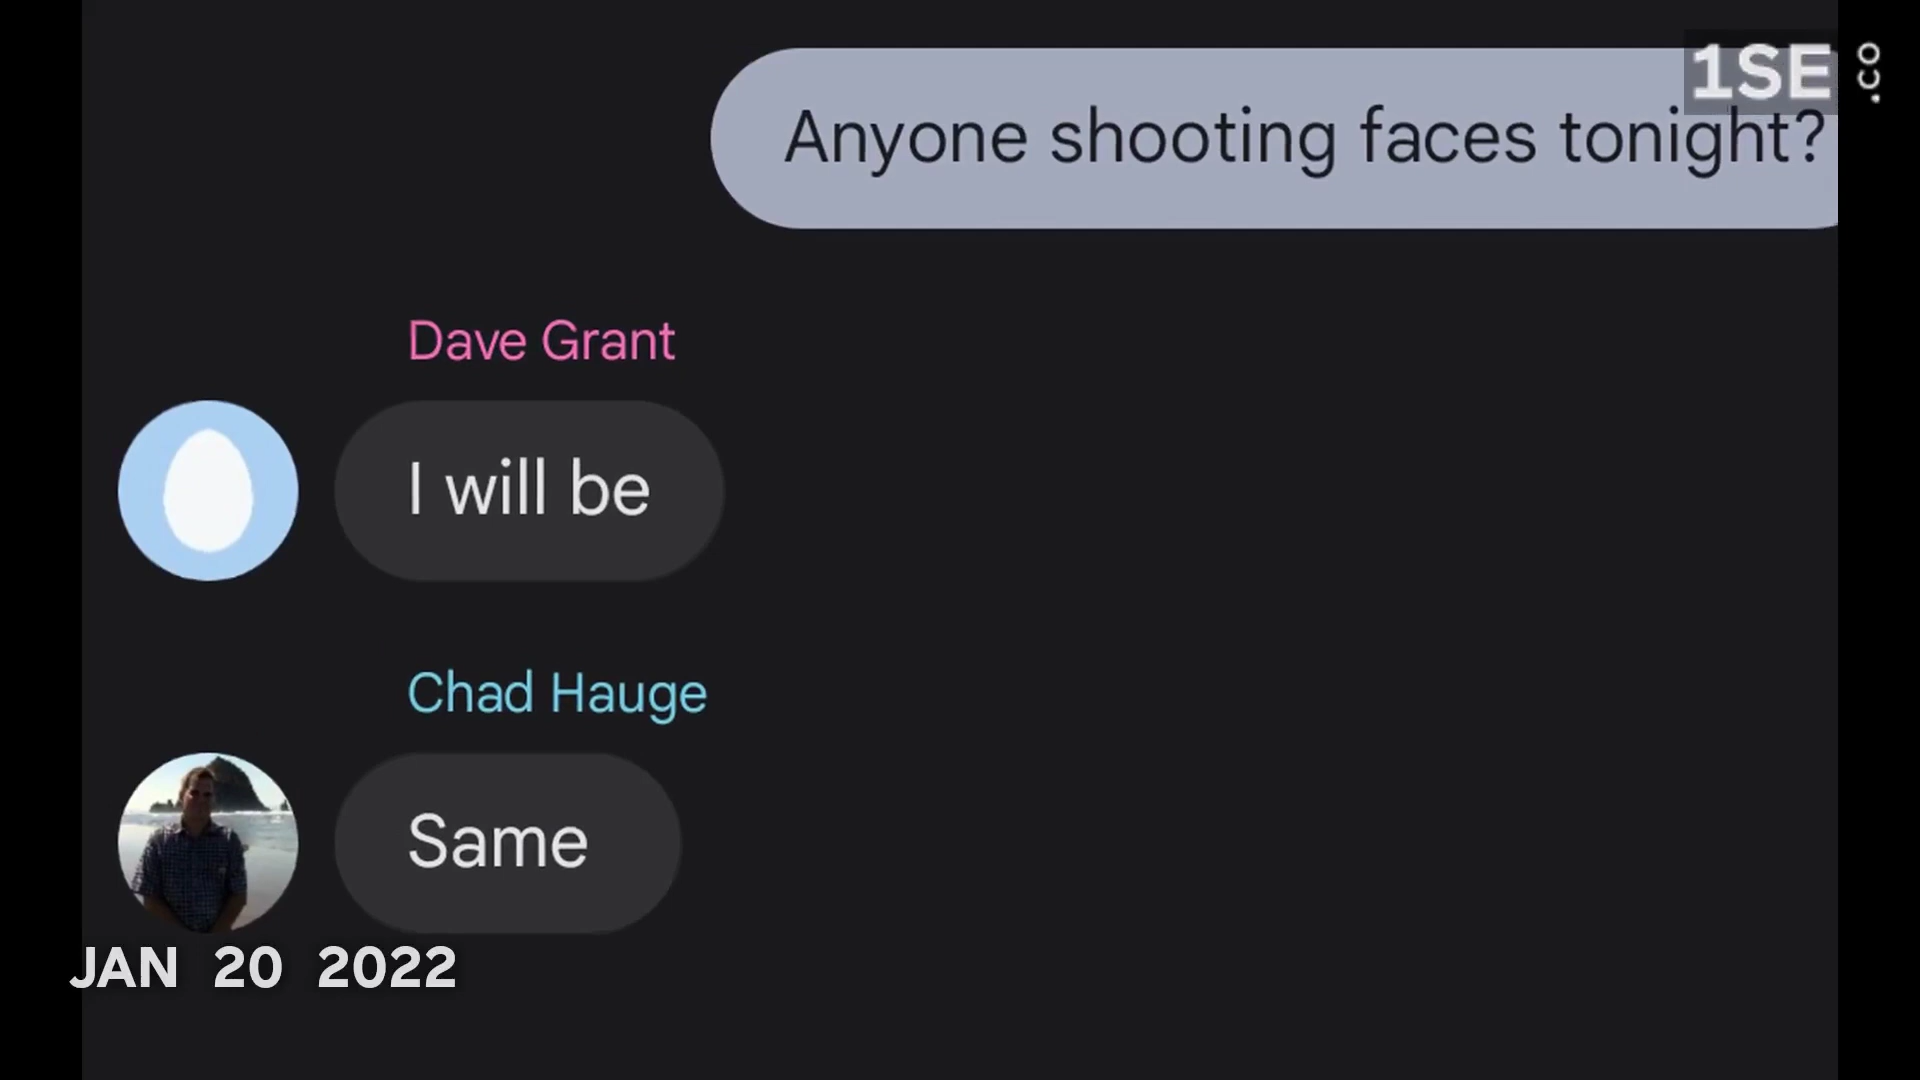 1SE.co
Anyone shooting faces tonight?
Dave Grant
I will be
Chad Hauge
Same
JAN 20 2022